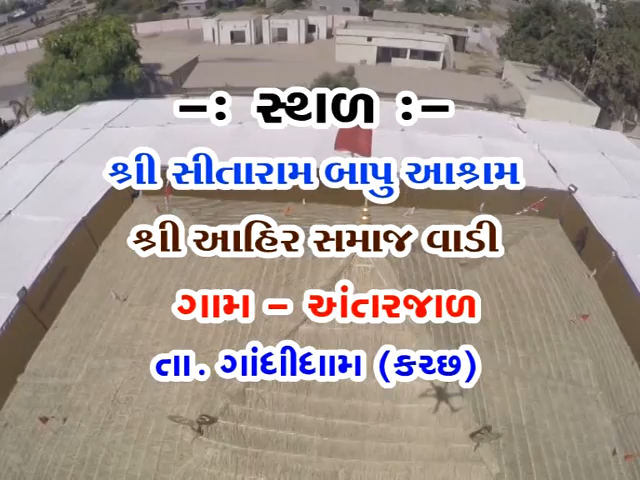 -: સ્થળ :-
શ્રી સીતારામ બાપુ આશ્રમ
શ્રી આહિર સમાજ વાડી
ગામ - અંતરજાળ
તા. ગાંધીધામ (કચ્છ)